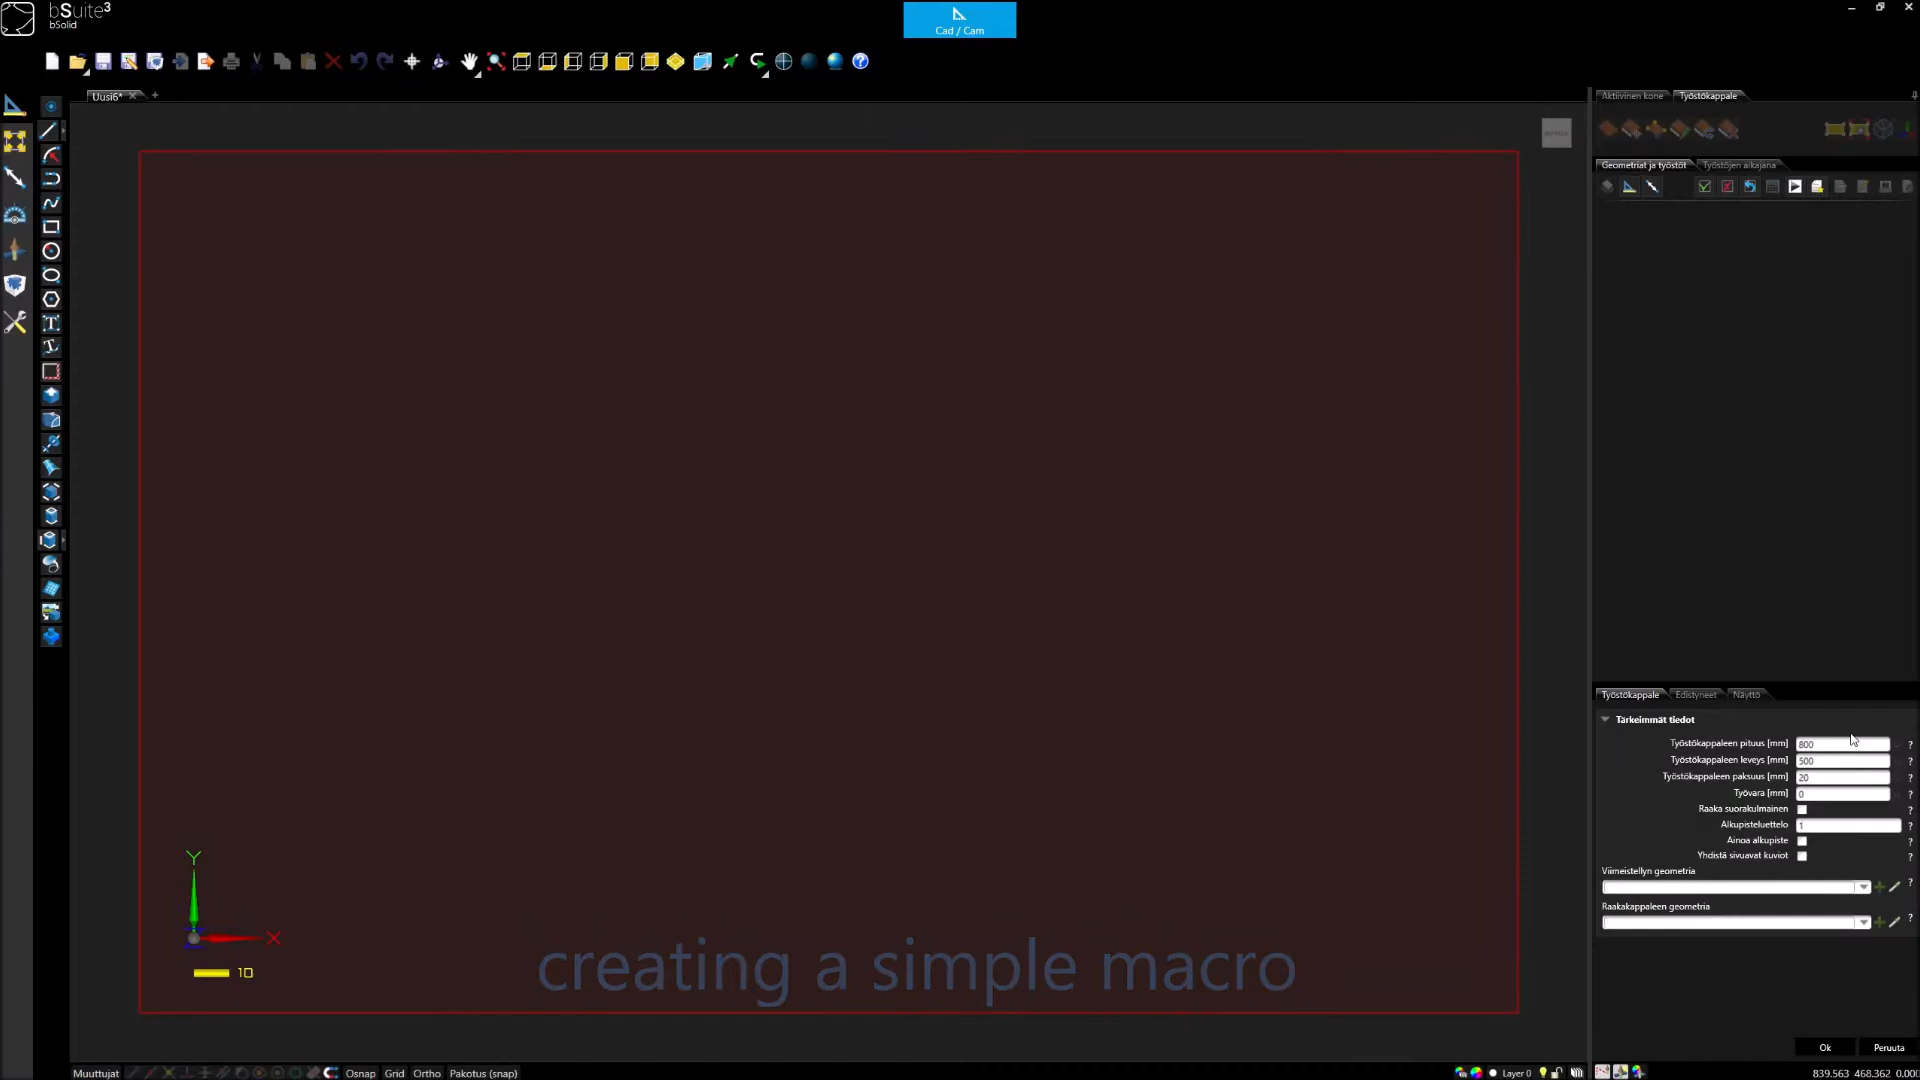 bSuite³
bSolid
Cad / Cam
Uusi6*
Aktiivinen kone
Työstökappale
Geometriat ja työstöt
Työstöjen aikajana
Työstökappale
Edistyneet
Näyttö
Tärkeimmät tiedot
Työstökappaleen pituus [mm] 800 ?
Työstökappaleen leveys [mm] 500 ?
Työstökappaleen paksuus [mm] 20 ?
Työvara [mm] 0 ?
Raaka suorakulmainen ?
Alkupisteluettelo 1 ?
Ainoa alkupiste ?
Yhdistä sivuavat kuviot ?
Viimeistellyn geometria
?
Raakakappaleen geometria
?
Y
X
10
creating a simple macro
Ok
Peruuta
Muuttujat
Osnap
Grid
Ortho
Pakotus (snap)
Layer 0
839.563 468.362 0.000